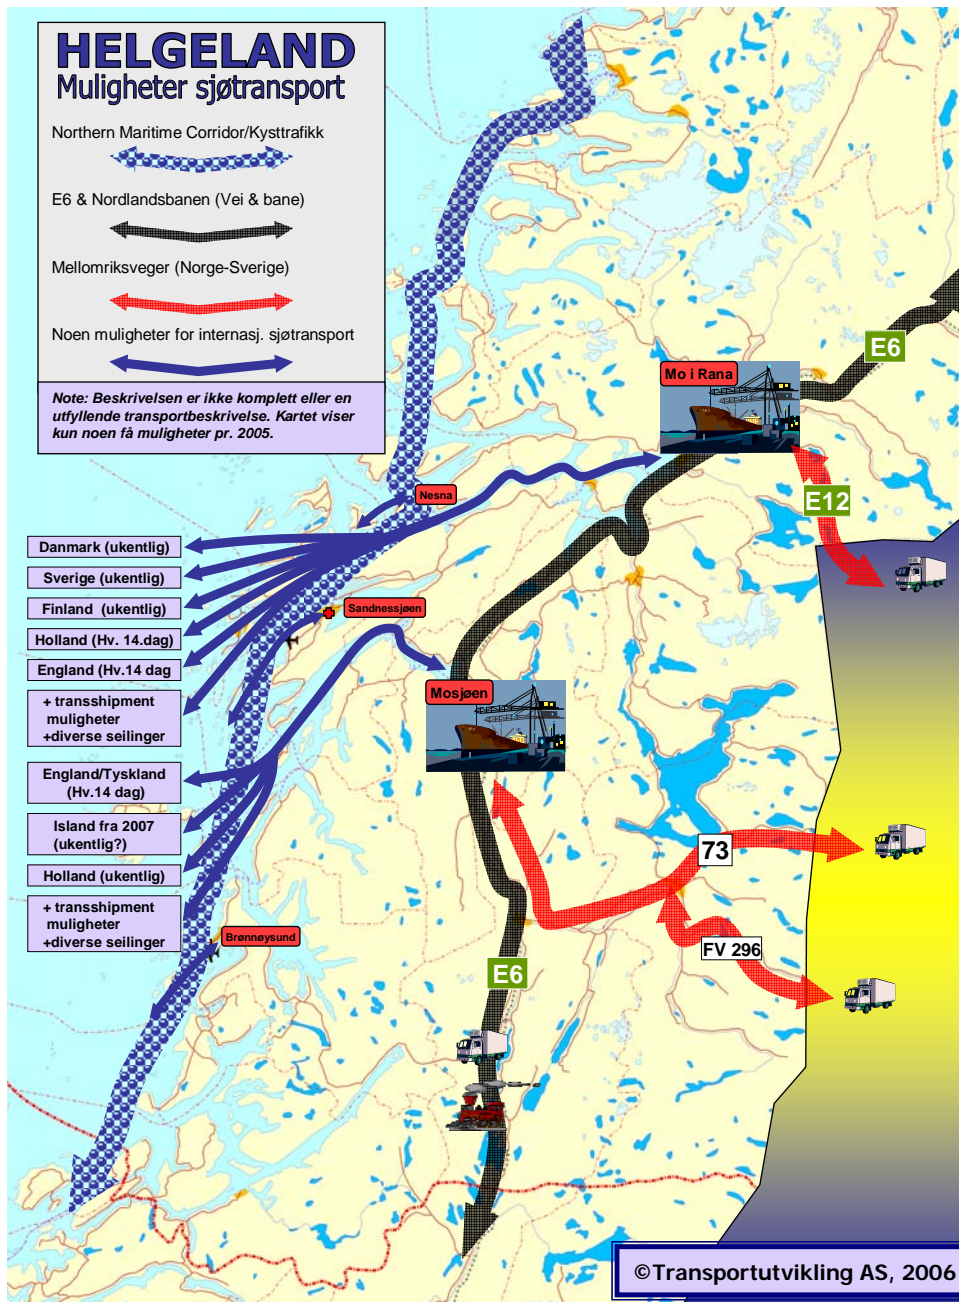 HELGELAND
Muligheter sjøtransport
Northern Maritime Corridor/Kysttrafikk
E6 & Nordlandsbanen (Vei & bane)
Mellomriksveger (Norge-Sverige)
Noen muligheter for internasj. sjøtransport
Note: Beskrivelsen er ikke komplett eller en
utfyllende transportbeskrivelse. Kartet viser
kun noen få muligheter pr. 2005.
E6
Mo i Rana
E12
Nesna
Danmark (ukentlig)
Sverige (ukentlig)
Finland (ukentlig)
Holland (Hv. 14.dag)
England (Hv.14 dag
+ transshipment
muligheter
+diverse seilinger
Sandnessjøen
Mosjøen
England/Tyskland
(Hv.14 dag)
Island fra 2007
(ukentlig?)
Holland (ukentlig)
+ transshipment
muligheter
+diverse seilinger
Brønnøysund
73
FV 296
E6
©Transportutvikling AS, 2006